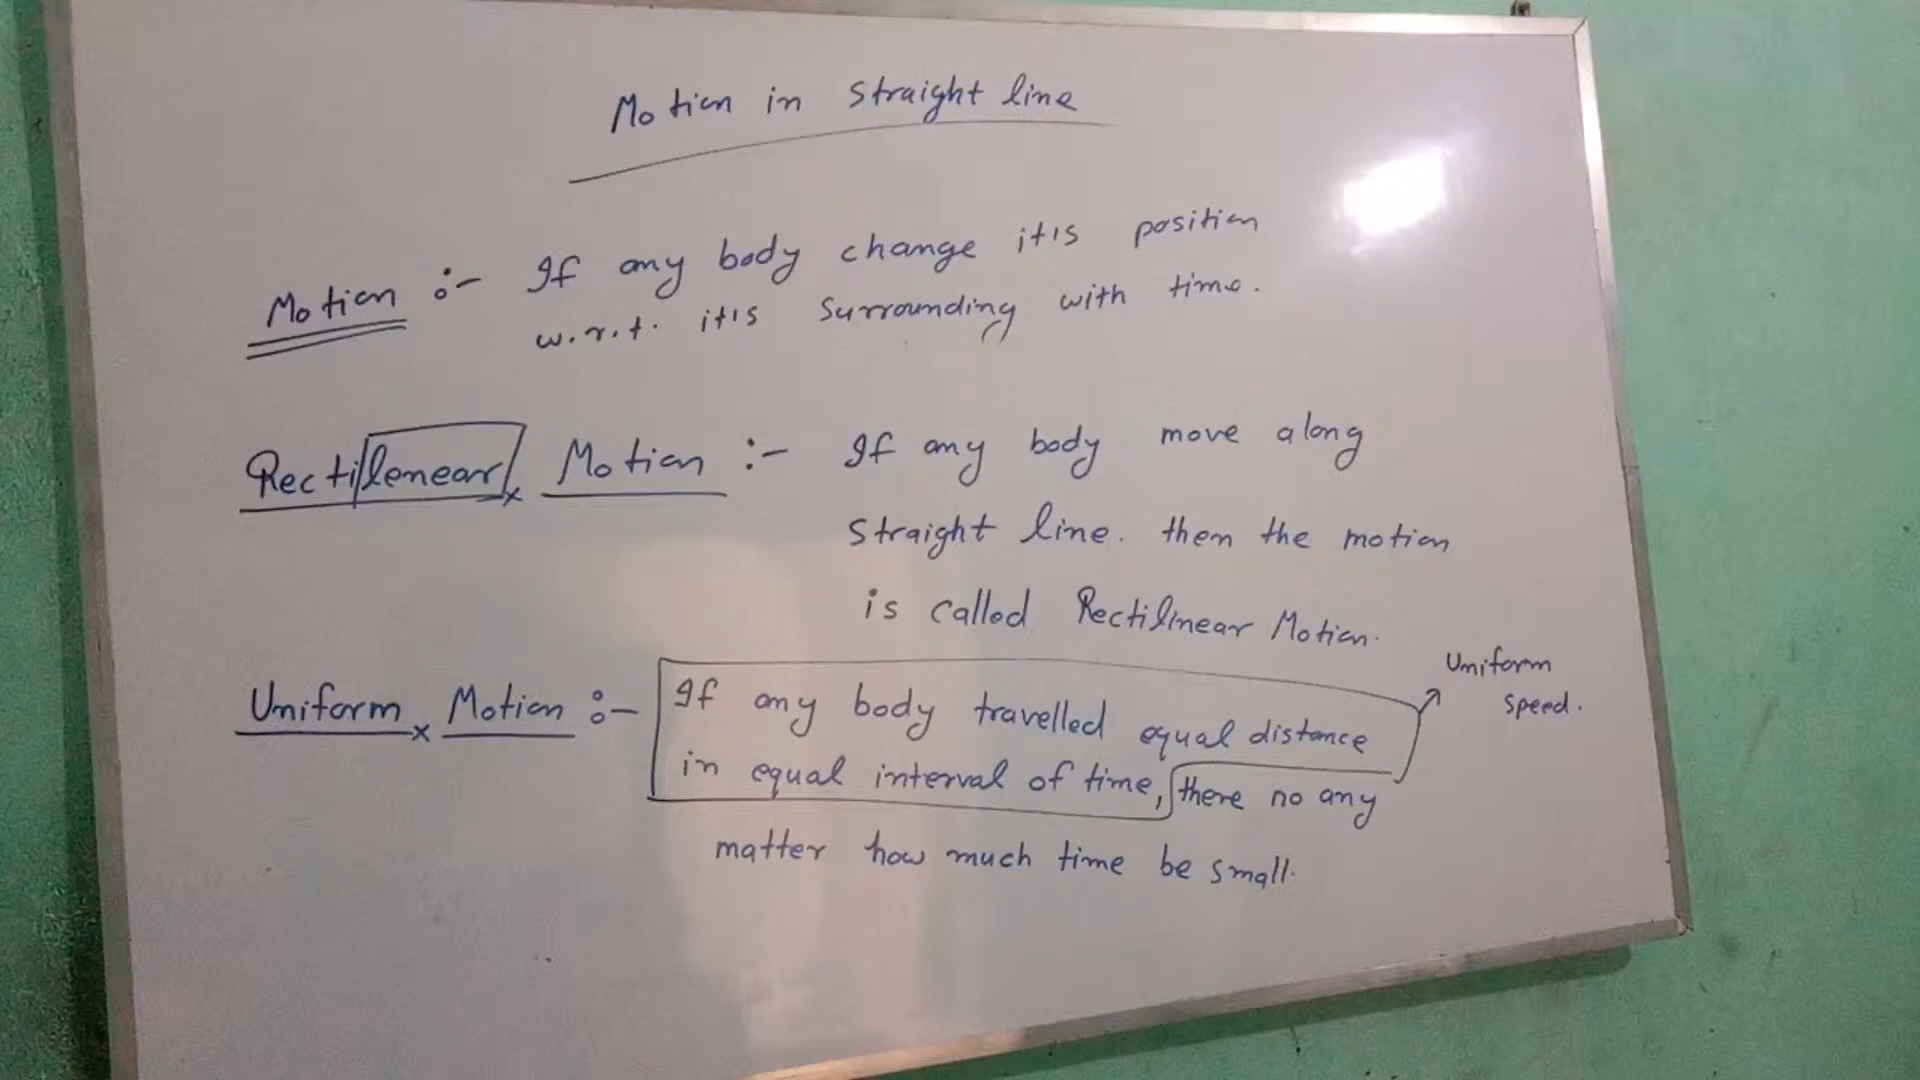 Motion in straight line
Motion :- If any body change it's position
w.r.t. it's surrounding with time.
Rectilenear Motion :- If any body move along
straight line. then the motion
is called Rectilinear Motion.
Uniform speed.
Uniform Motion :- If any body travelled equal distance
in equal interval of time, there no any
matter how much time be small.